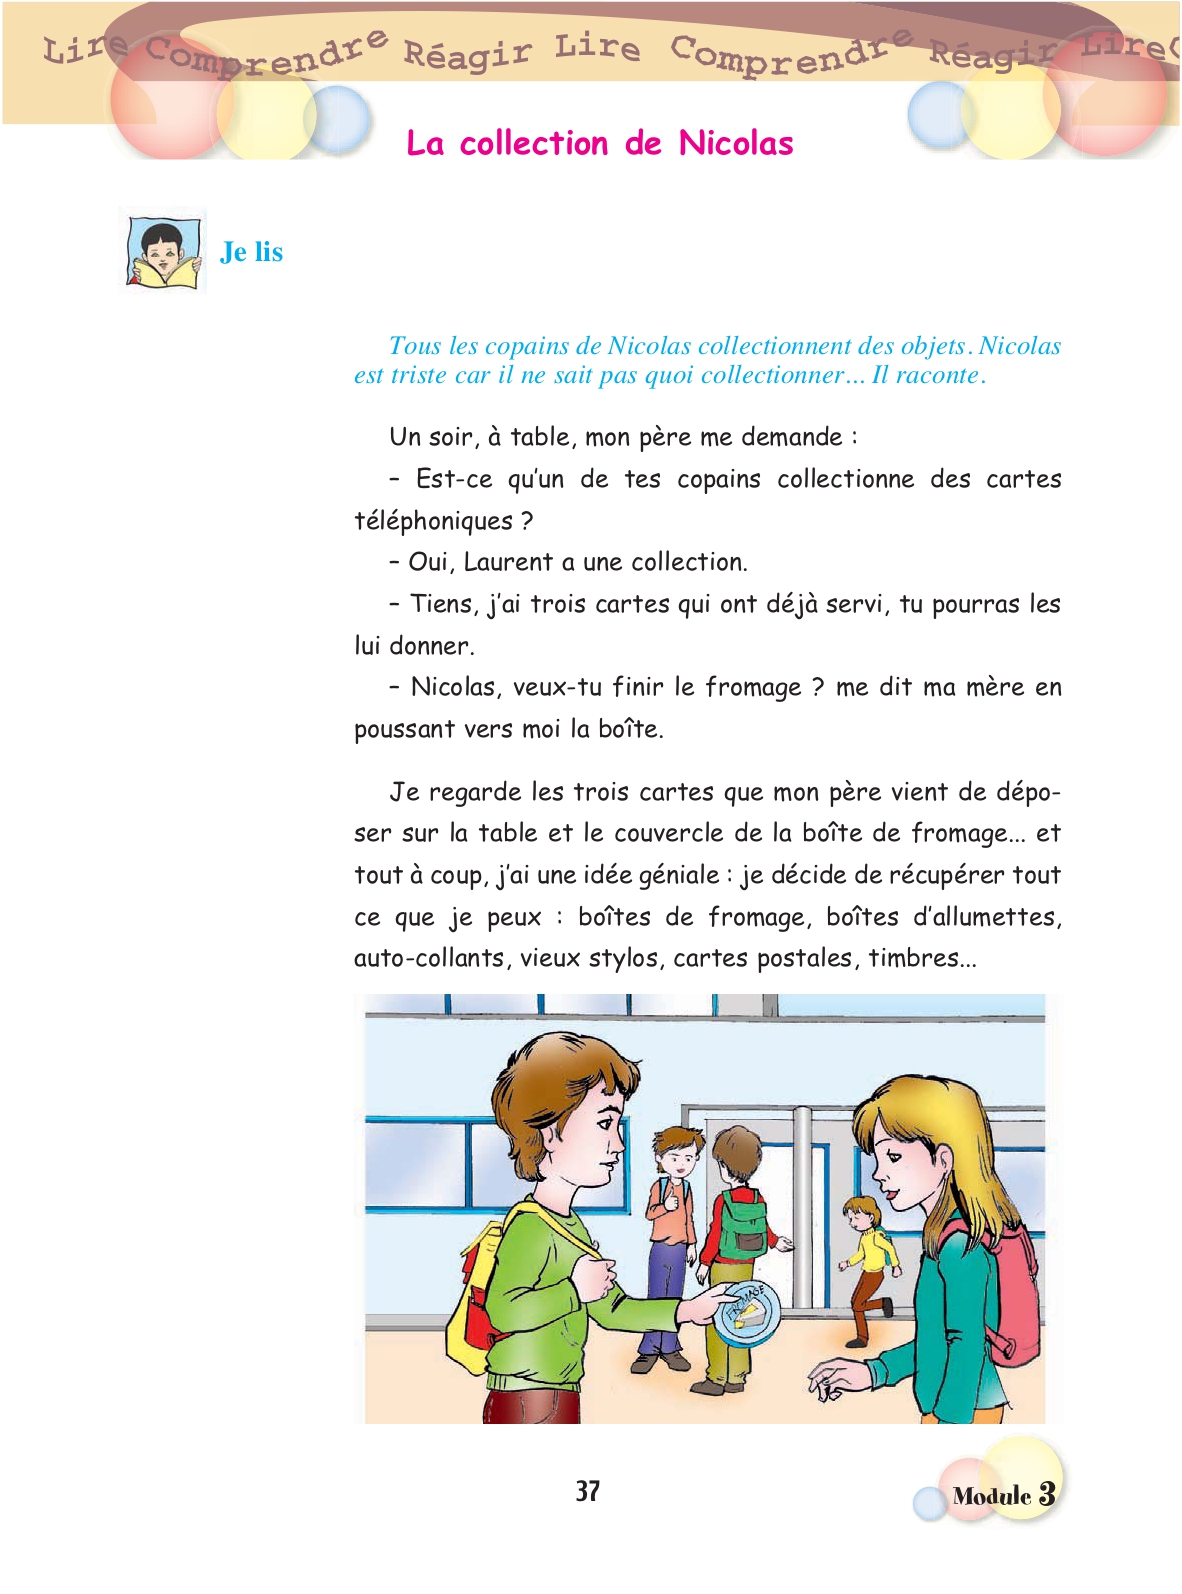 Lire Comprendre Réagir Lire Comprendre Réagir Lire
La collection de Nicolas
Je lis
Tous les copains de Nicolas collectionnent des objets. Nicolas
est triste car il ne sait pas quoi collectionner... Il raconte.
Un soir, à table, mon père me demande :
– Est-ce qu'un de tes copains collectionne des cartes
téléphoniques ?
– Oui, Laurent a une collection.
– Tiens, j'ai trois cartes qui ont déjà servi, tu pourras les
lui donner.
– Nicolas, veux-tu finir le fromage ? me dit ma mère en
poussant vers moi la boîte.
Je regarde les trois cartes que mon père vient de dépo-
ser sur la table et le couvercle de la boîte de fromage... et
tout à coup, j'ai une idée géniale : je décide de récupérer tout
ce que je peux : boîtes de fromage, boîtes d'allumettes,
auto-collants, vieux stylos, cartes postales, timbres...
FROMAGE
37
Module 3